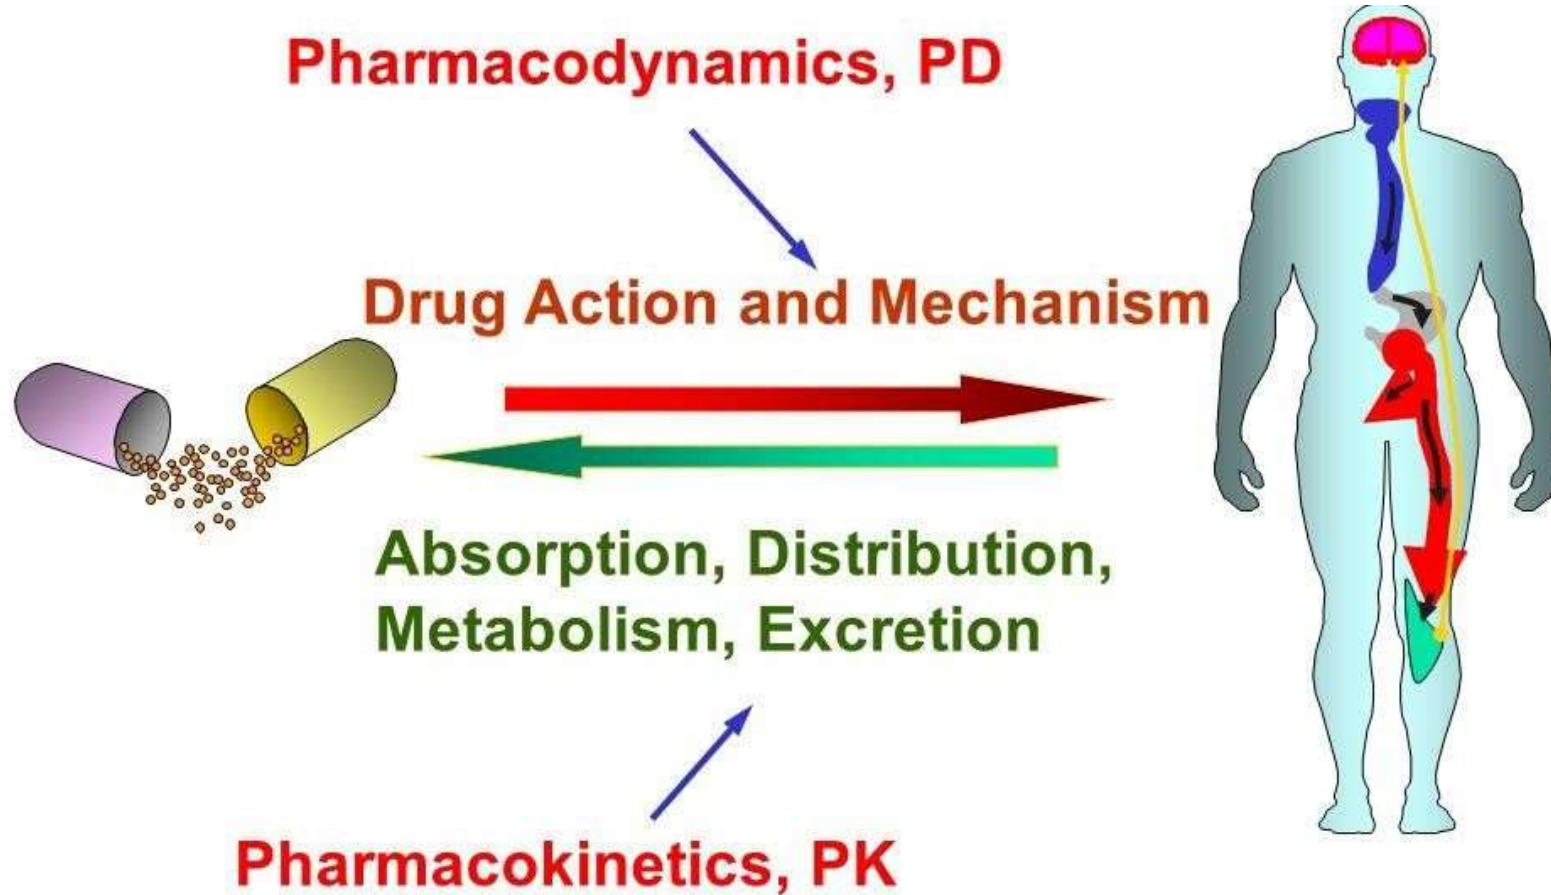 Pharmacodynamics, PD
Drug Action and Mechanism
Absorption, Distribution,
Metabolism, Excretion
Pharmacokinetics, PK